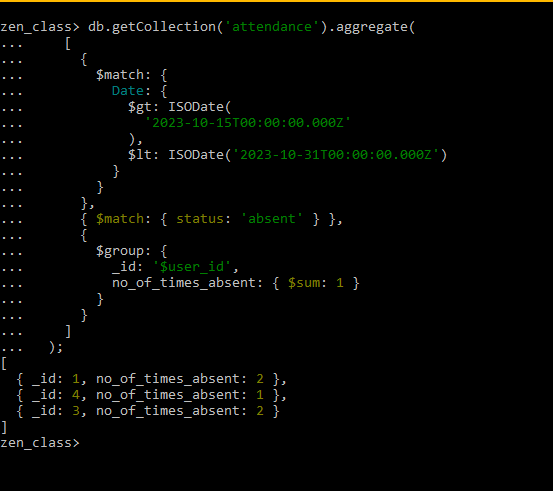 zen_class> db.getCollection('attendance').aggregate(
...     [
...       {
...         $match: {
...           Date: {
...             $gt: ISODate(
...               '2023-10-15T00:00:00.000Z'
...             ),
...             $lt: ISODate('2023-10-31T00:00:00.000Z')
...           }
...         }
...       },
...       { $match: { status: 'absent' } },
...       {
...         $group: {
...           _id: '$user_id',
...           no_of_times_absent: { $sum: 1 }
...         }
...       }
...     ]
...   );
[
  { _id: 1, no_of_times_absent: 2 },
  { _id: 4, no_of_times_absent: 1 },
  { _id: 3, no_of_times_absent: 2 }
]
zen_class>